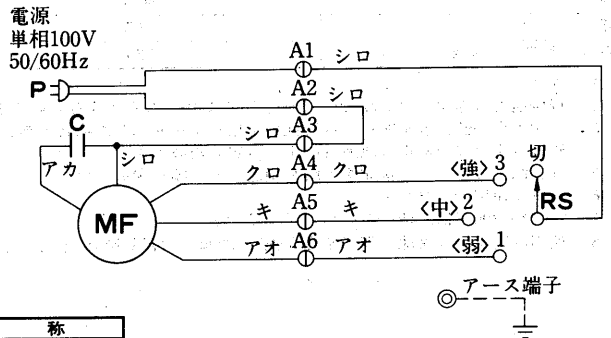 電源
単相100V
50/60Hz
P
A1 シロ
A2 シロ
C
シロ A3
アカ シロ
クロ A4 クロ 〈強〉 3
切
MF
キ A5 キ 〈中〉 2
RS
アオ A6 アオ 〈弱〉 1
アース端子
称